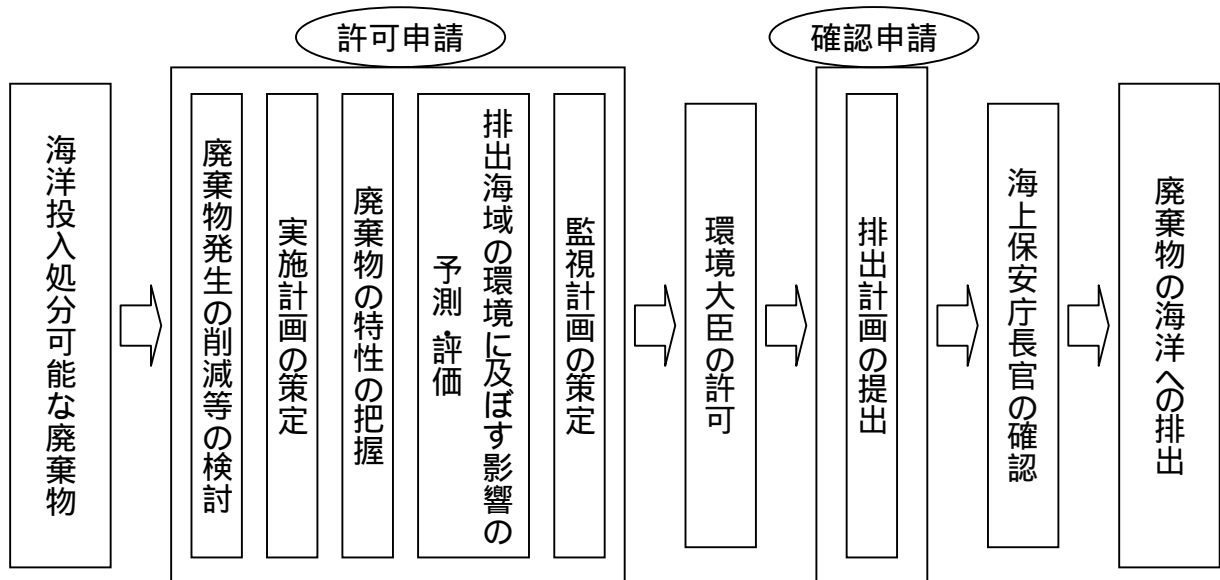 許可申請
確認申請
海洋投入処分可能な廃棄物
廃棄物発生の削減等の検討
実施計画の策定
廃棄物の特性の把握
排出海域の環境に及ぼす影響の
予測・評価
監視計画の策定
環境大臣の許可
排出計画の提出
海上保安庁長官の確認
廃棄物の海洋への排出